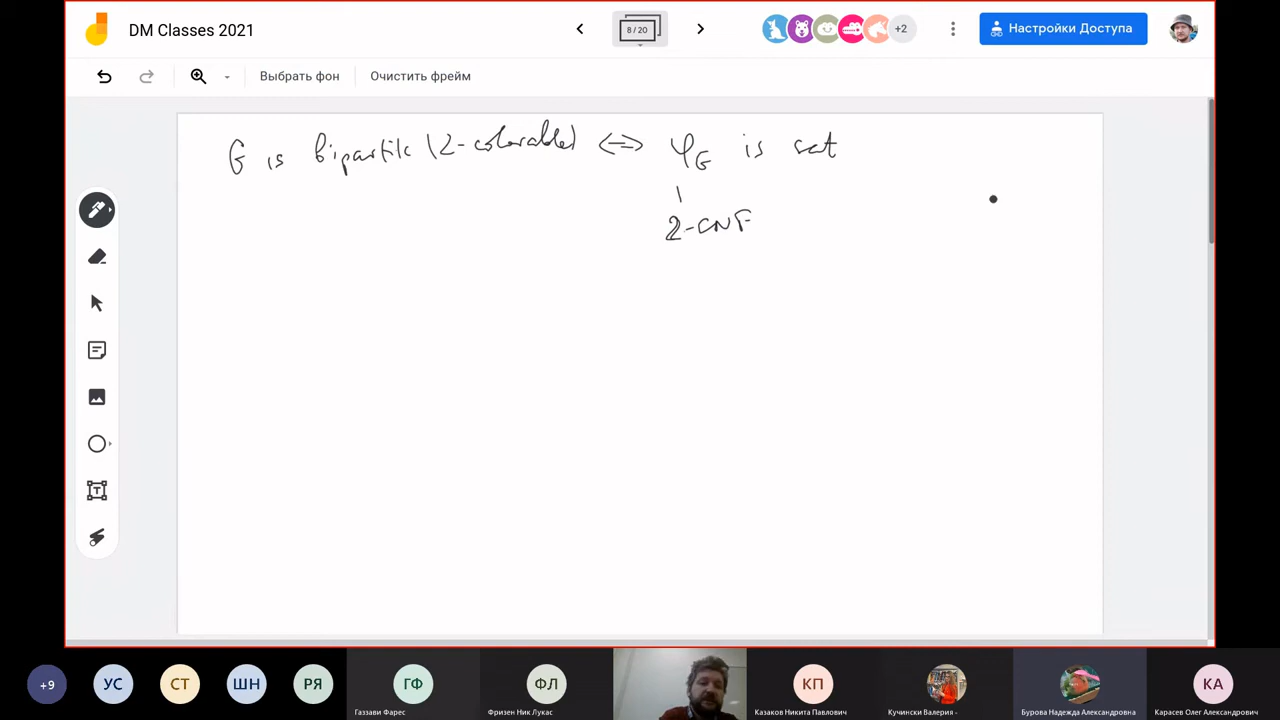 DM Classes 2021
8 / 20
+2
Настройки Доступа
Выбрать фон
Очистить фрейм
G is bipartite (2-colorable) <=> φ_G is sat
2-CNF
+9
УС
СТ
ШН
РЯ
ГФ
Газзави Фарес
ФЛ
Фризен Ник Лукас
КП
Казаков Никита Павлович
Кучински Валерия -
Бурова Надежда Александровна
КА
Карасев Олег Александрович